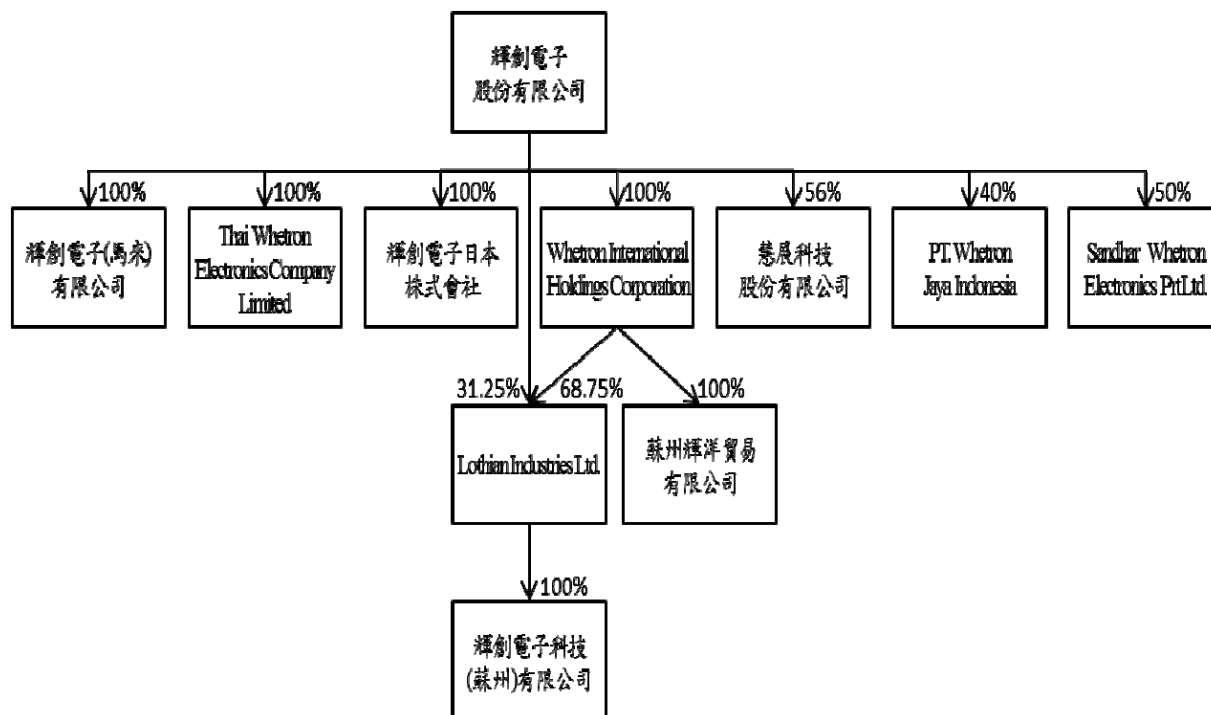 輝創電子
股份有限公司
100%
100%
100%
100%
56%
40%
50%
輝創電子(馬來)
有限公司
Thai Whetron
Electronics Company
Limited
輝創電子日本
株式會社
Whetron International
Holdings Corporation
慧展科技
股份有限公司
PT. Whetron
Jaya Indonesia
Sandhar Whetron
Electronics Pvt Ltd.
31.25%
68.75%
100%
Lothian Industries Ltd.
蘇州輝洋貿易
有限公司
100%
輝創電子科技
(蘇州)有限公司